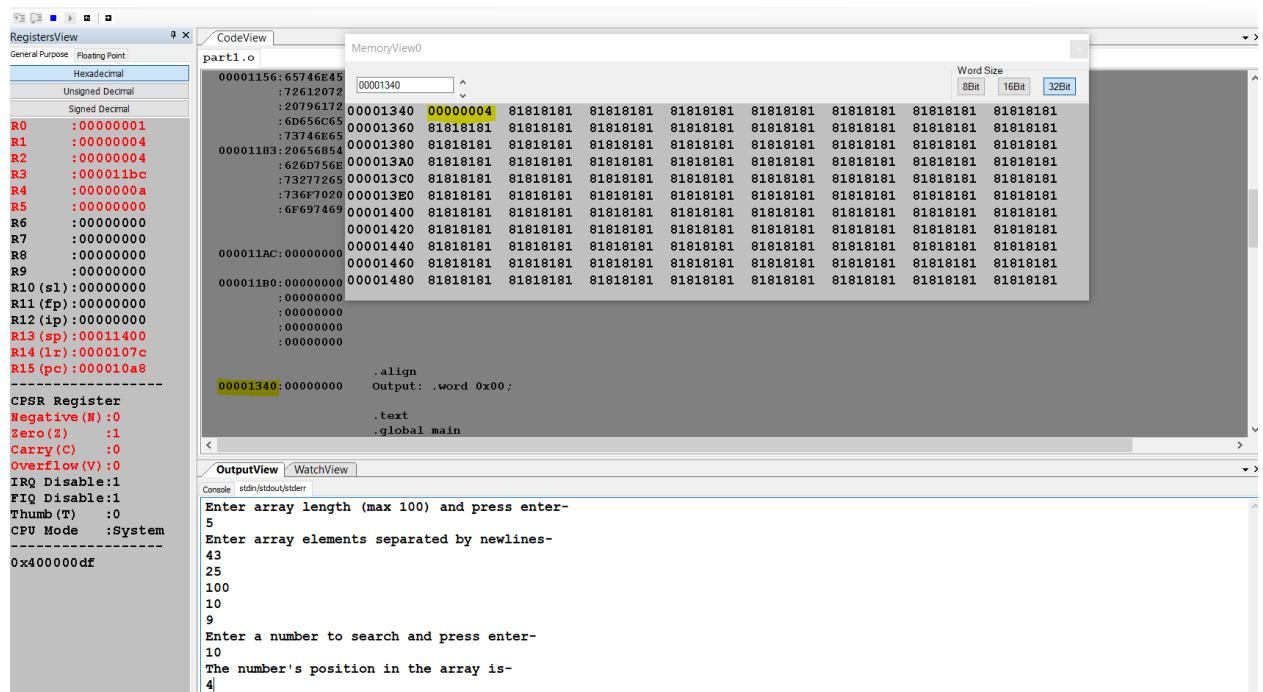 RegistersView
General Purpose Floating Point
Hexadecimal
Unsigned Decimal
Signed Decimal
R0 :00000001
R1 :00000004
R2 :00000004
R3 :000011bc
R4 :0000000a
R5 :00000000
R6 :00000000
R7 :00000000
R8 :00000000
R9 :00000000
R10(sl):00000000
R11(fp):00000000
R12(ip):00000000
R13(sp):00011400
R14(lr):0000107c
R15(pc):000010a8
-------------------
CPSR Register
Negative(N):0
Zero(Z) :1
Carry(C) :0
Overflow(V):0
IRQ Disable:1
FIQ Disable:1
Thumb(T) :0
CPU Mode :System
-------------------
0x400000df
CodeView
part1.o
00001156:65746E45
:72612072
:20796172
:6D656C65
:73746E65
00001183:20656854
:626D756E
:73277265
:736F7020
:6F697469
000011AC:00000000
000011B0:00000000
:00000000
:00000000
:00000000
:00000000
.align
00001340:00000000 Output: .word 0x00;
.text
.global main
MemoryView0
00001340
Word Size
8Bit 16Bit 32Bit
00001340 00000004 81818181 81818181 81818181 81818181 81818181 81818181 81818181
00001360 81818181 81818181 81818181 81818181 81818181 81818181 81818181 81818181
00001380 81818181 81818181 81818181 81818181 81818181 81818181 81818181 81818181
000013A0 81818181 81818181 81818181 81818181 81818181 81818181 81818181 81818181
000013C0 81818181 81818181 81818181 81818181 81818181 81818181 81818181 81818181
000013E0 81818181 81818181 81818181 81818181 81818181 81818181 81818181 81818181
00001400 81818181 81818181 81818181 81818181 81818181 81818181 81818181 81818181
00001420 81818181 81818181 81818181 81818181 81818181 81818181 81818181 81818181
00001440 81818181 81818181 81818181 81818181 81818181 81818181 81818181 81818181
00001460 81818181 81818181 81818181 81818181 81818181 81818181 81818181 81818181
00001480 81818181 81818181 81818181 81818181 81818181 81818181 81818181 81818181
OutputView WatchView
Console stdin/stdout/stderr
Enter array length (max 100) and press enter-
5
Enter array elements separated by newlines-
43
25
100
10
9
Enter a number to search and press enter-
10
The number's position in the array is-
4